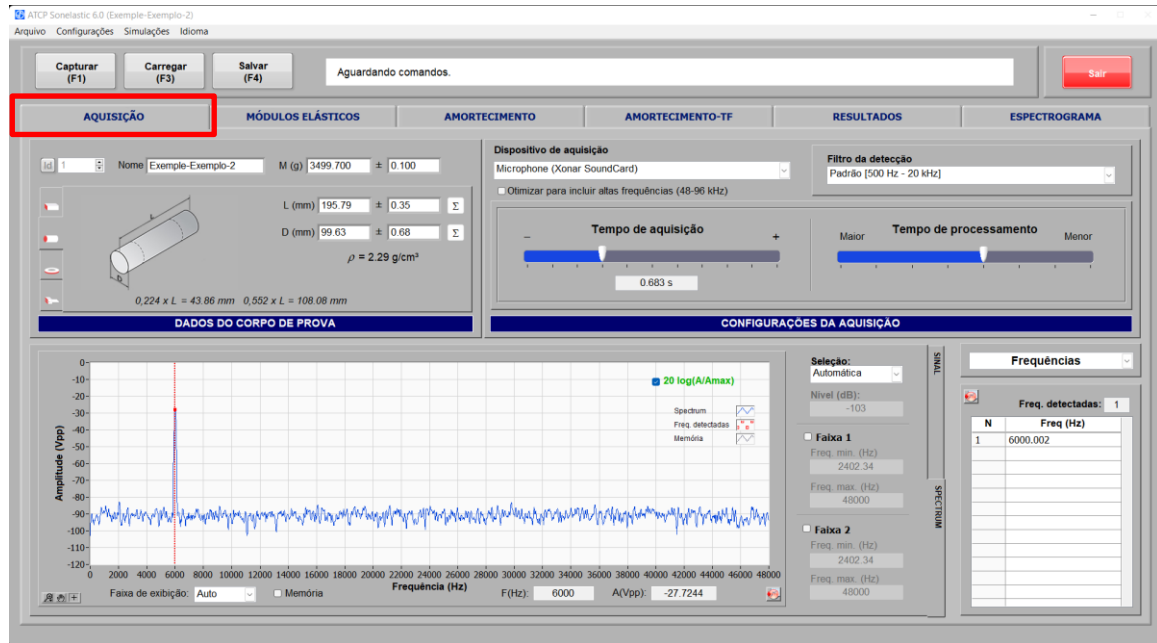 ATCP Sonelastic 6.0 (Exemple-Exemplo-2)
Arquivo Configurações Simulações Idioma
Capturar (F1)
Carregar (F3)
Salvar (F4)
Aguardando comandos.
Sair
AQUISIÇÃO MÓDULOS ELÁSTICOS AMORTECIMENTO AMORTECIMENTO-TF RESULTADOS ESPECTROGRAMA
Id 1 Nome Exemple-Exemplo-2 M (g) 3499.700 ± 0.100
L (mm) 195.79 ± 0.35 Σ
D (mm) 99.63 ± 0.68 Σ
ρ = 2.29 g/cm³
L
D
0,224 x L = 43.86 mm 0,552 x L = 108.08 mm
DADOS DO CORPO DE PROVA
Dispositivo de aquisição
Microphone (Xonar SoundCard)
Otimizar para incluir altas frequências (48-96 kHz)
Filtro da detecção
Padrão [500 Hz - 20 kHz]
− Tempo de aquisição +
0.683 s
Maior Tempo de processamento Menor
CONFIGURAÇÕES DA AQUISIÇÃO
Amplitude (Vpp)
0
-10
-20
-30
-40
-50
-60
-70
-80
-90
-100
-110
-120
20 log(A/Amax)
Spectrum
Freq. detectadas
Memória
0 2000 4000 6000 8000 10000 12000 14000 16000 18000 20000 22000 24000 26000 28000 30000 32000 34000 36000 38000 40000 42000 44000 46000 48000
Frequência (Hz)
Faixa de exibição: Auto Memória F(Hz): 6000 A(Vpp): -27.7244
Seleção:
Automática
Nível (dB):
-103
Faixa 1
Freq. min. (Hz)
2402.34
Freq. max. (Hz)
48000
Faixa 2
Freq. min. (Hz)
2402.34
Freq. max. (Hz)
48000
SINAL
SPECTRUM
Frequências
Freq. detectadas: 1
N Freq (Hz)
1 6000.002